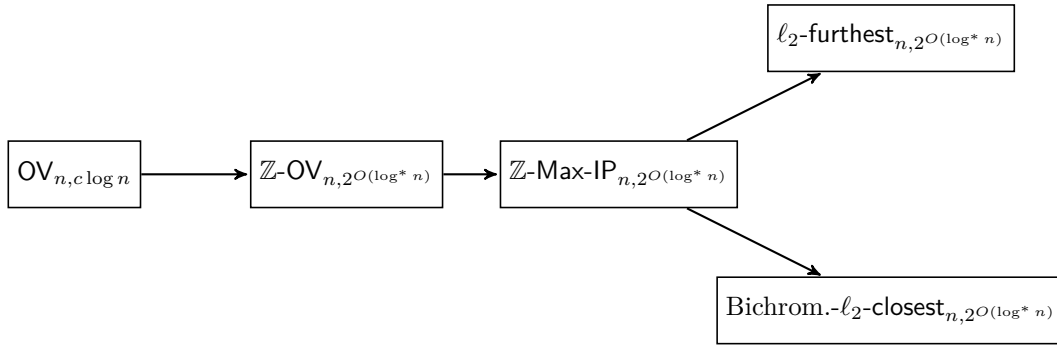 ℓ₂-furthest_{n,2^{O(log* n)}}
OV_{n,c log n}
ℤ-OV_{n,2^{O(log* n)}}
ℤ-Max-IP_{n,2^{O(log* n)}}
Bichrom.-ℓ₂-closest_{n,2^{O(log* n)}}